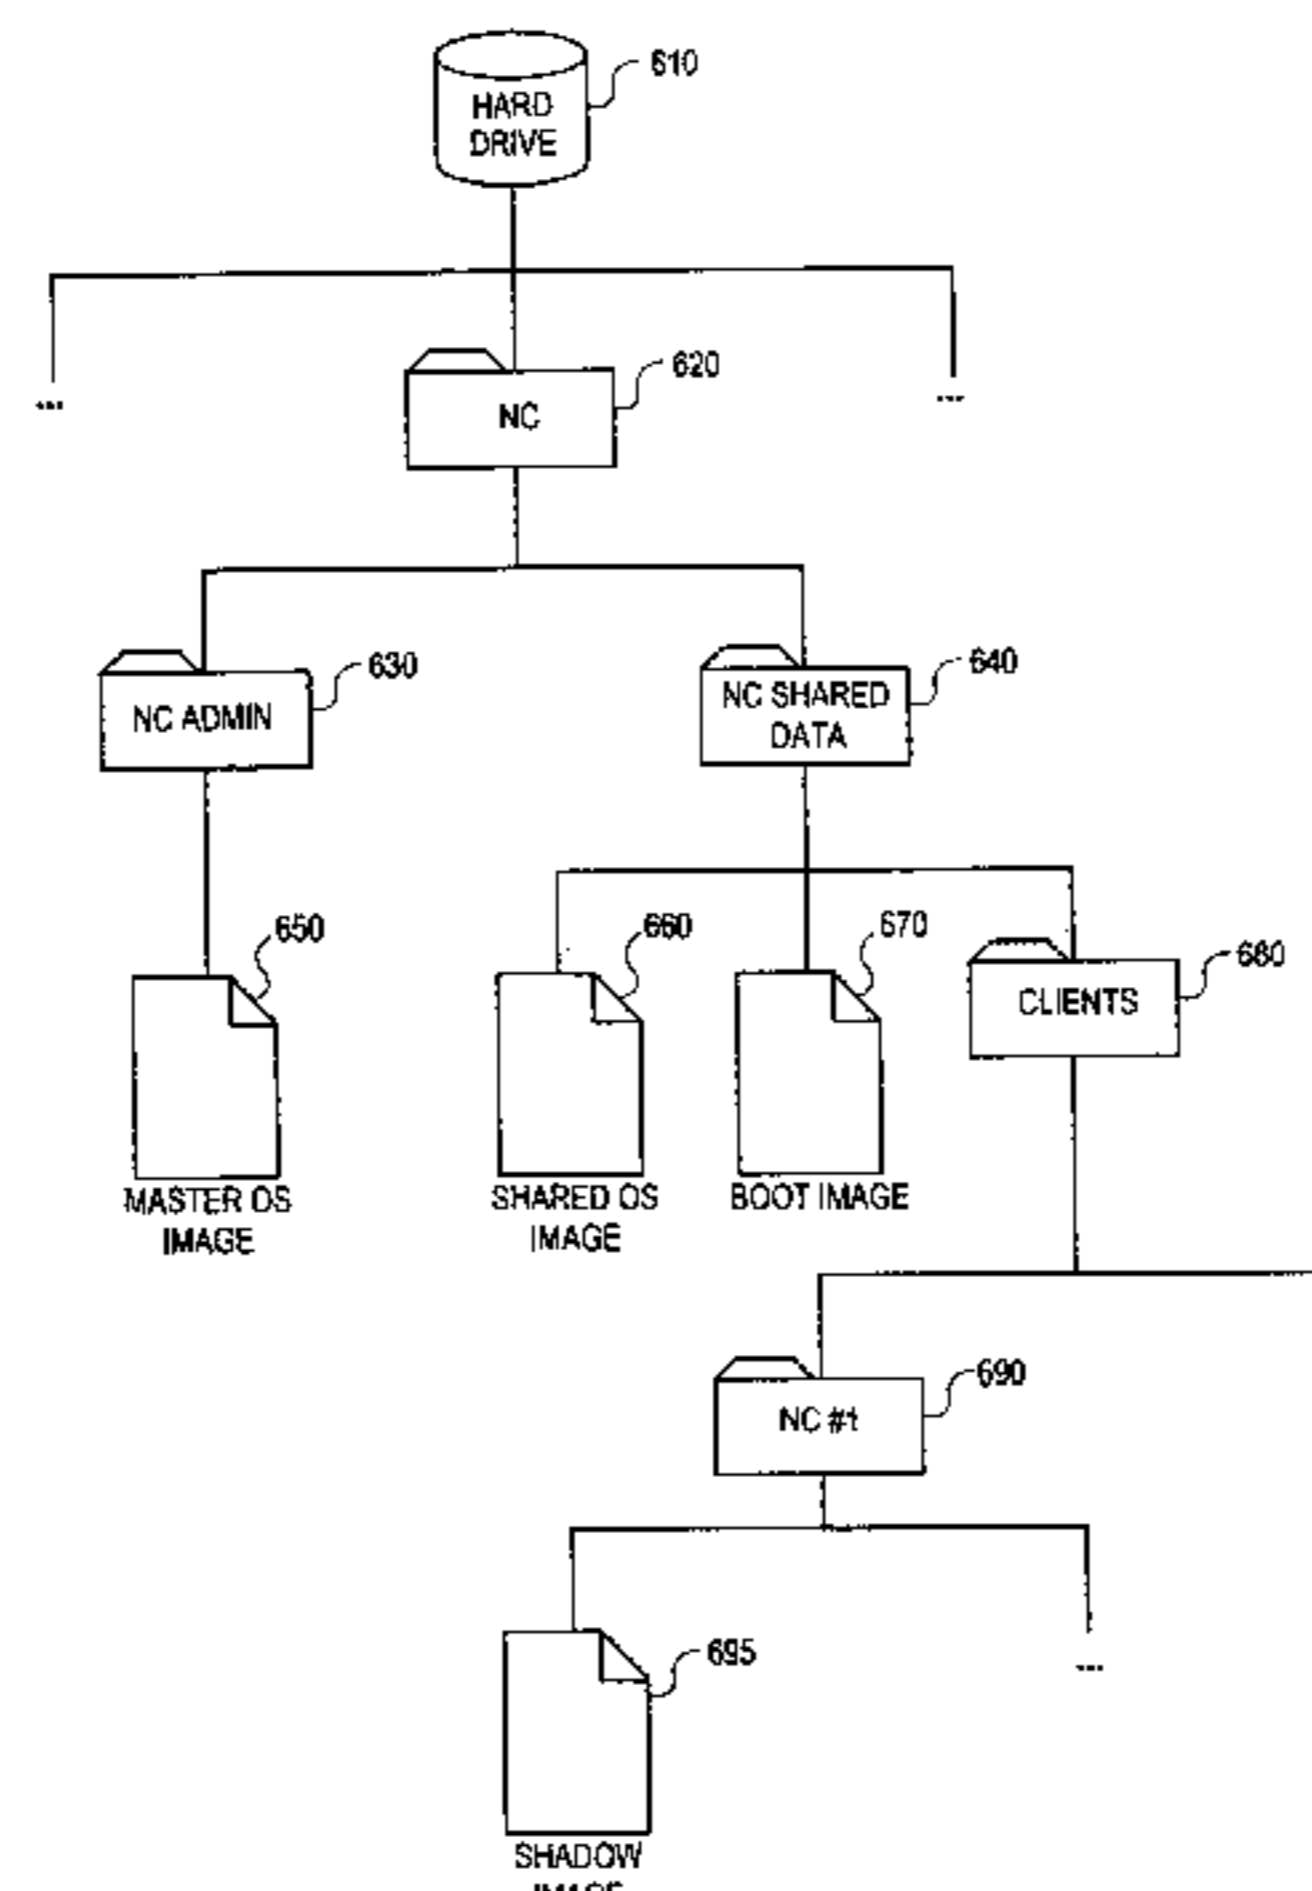 610
HARD
DRIVE
...
...
620
NC
630
640
NC ADMIN
NC SHARED
DATA
650
660
670
680
CLIENTS
MASTER OS
IMAGE
SHARED OS
IMAGE
BOOT IMAGE
690
NC #1
695
...
SHADOW
IMAGE